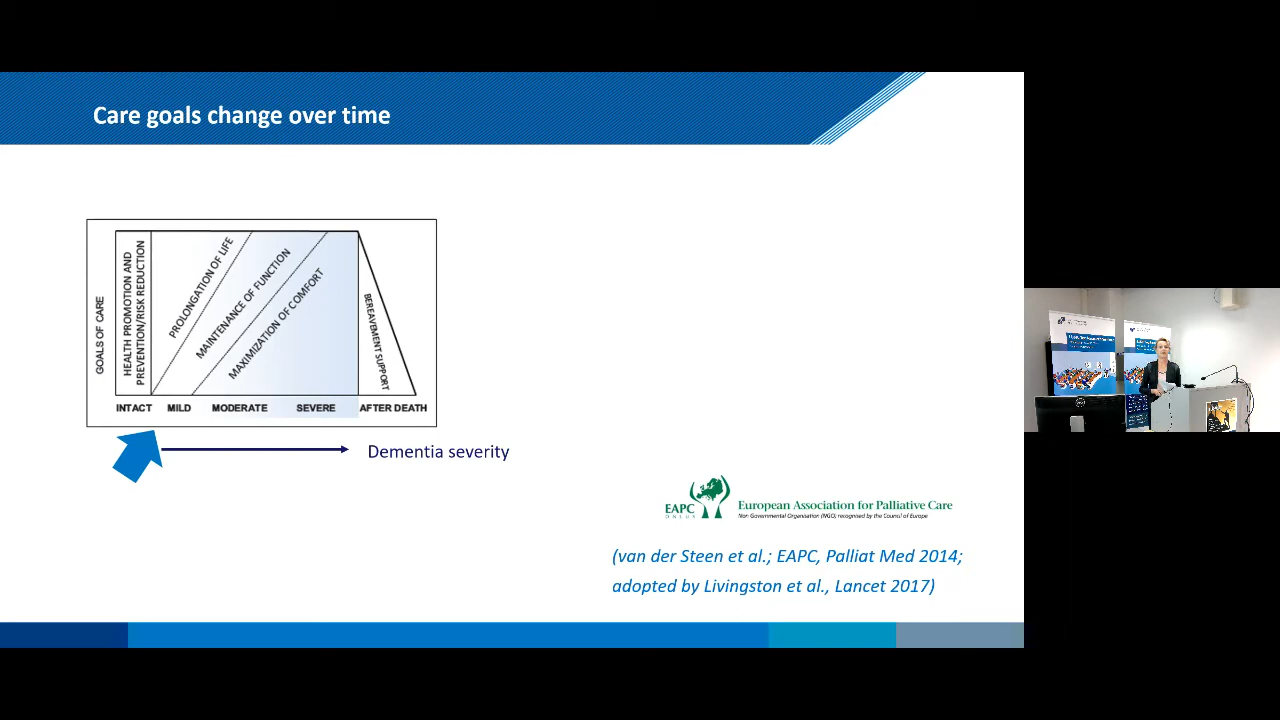 Care goals change over time
GOALS OF CARE
HEALTH PROMOTION AND
PREVENTION/RISK REDUCTION
PROLONGATION OF LIFE
MAINTENANCE OF FUNCTION
MAXIMIZATION OF COMFORT
BEREAVEMENT SUPPORT
INTACT MILD MODERATE SEVERE AFTER DEATH
Dementia severity
EAPC
ONLUS
European Association for Palliative Care
Non Governmental Organisation (NGO) recognised by the Council of Europe
(van der Steen et al.; EAPC, Palliat Med 2014;
adopted by Livingston et al., Lancet 2017)